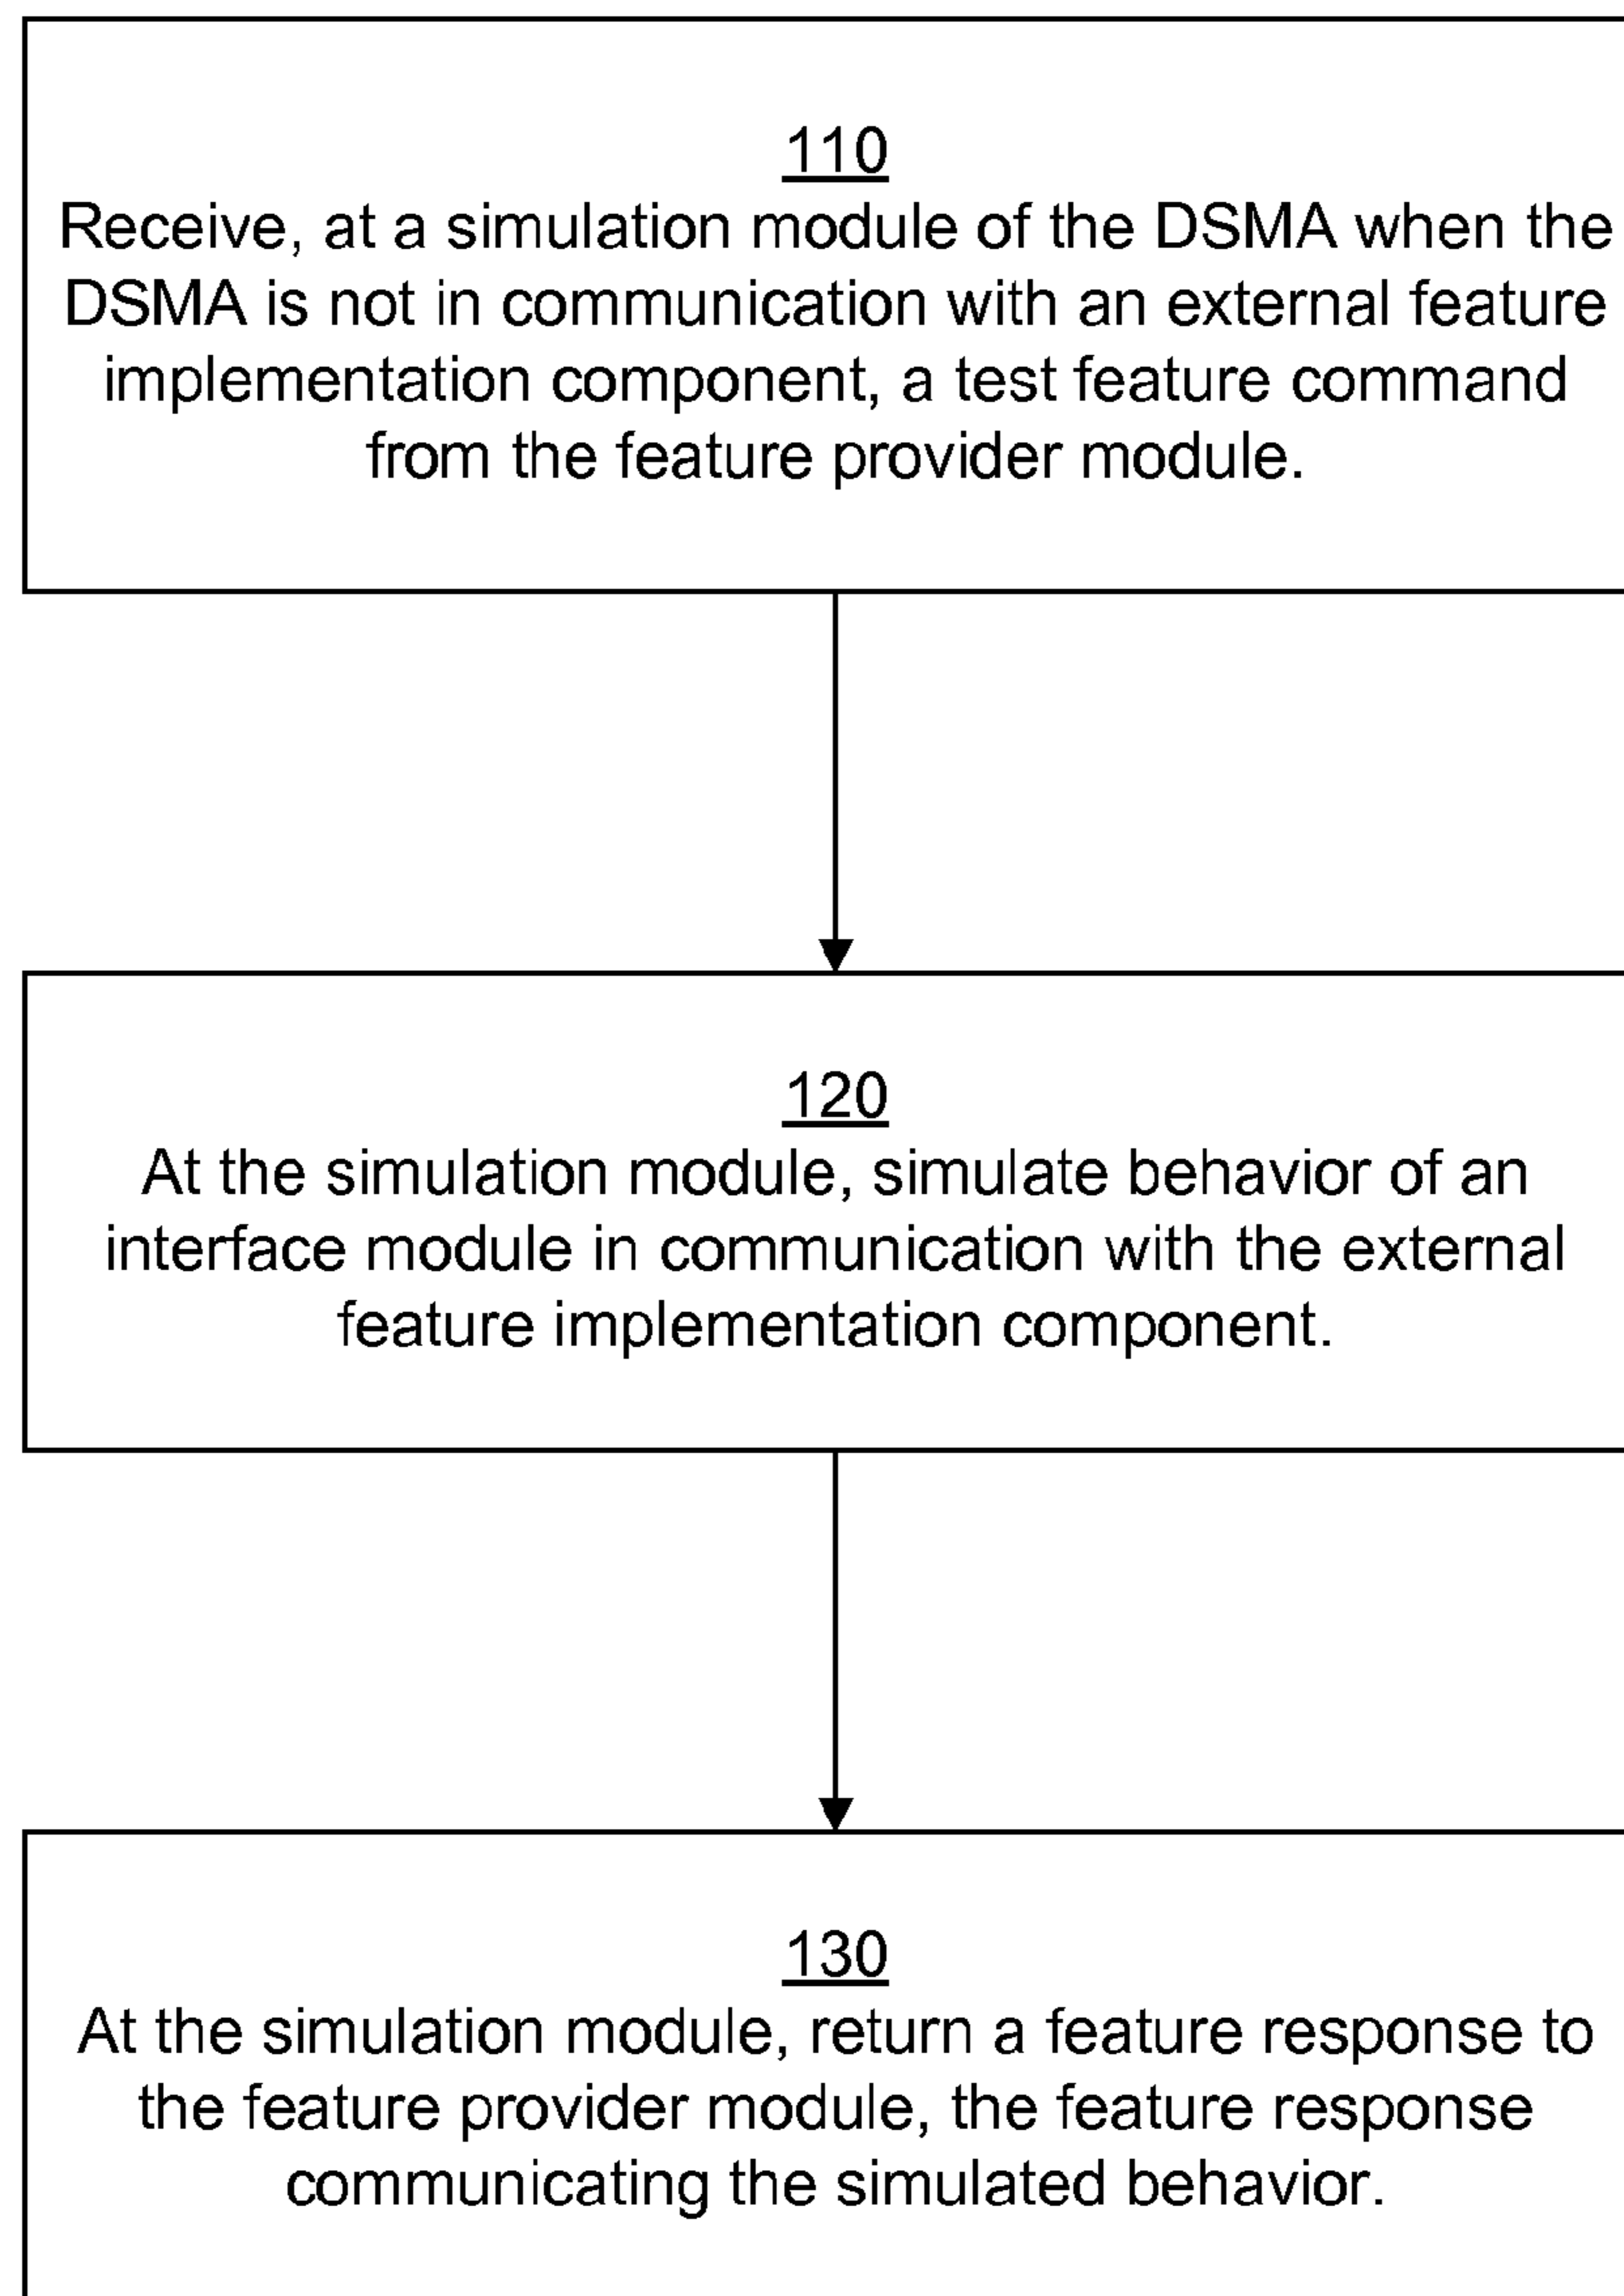 110
Receive, at a simulation module of the DSMA when the
DSMA is not in communication with an external feature
implementation component, a test feature command
from the feature provider module.
120
At the simulation module, simulate behavior of an
interface module in communication with the external
feature implementation component.
130
At the simulation module, return a feature response to
the feature provider module, the feature response
communicating the simulated behavior.